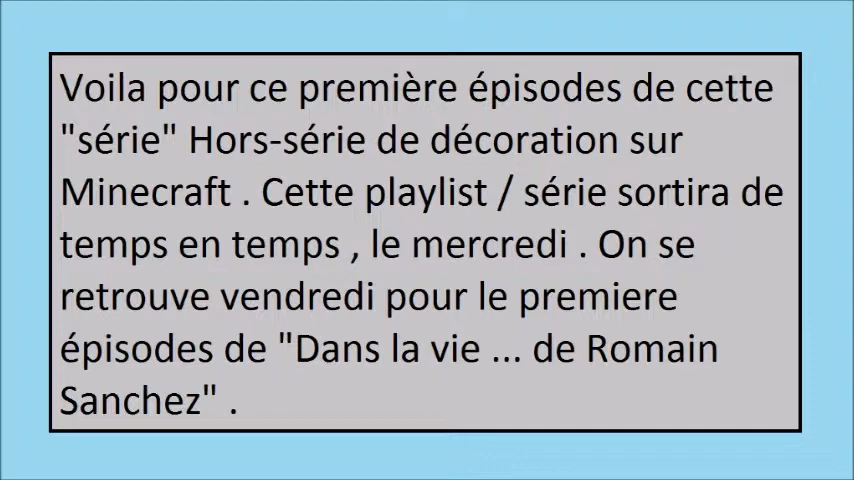 Voila pour ce première épisodes de cette
"série" Hors-série de décoration sur
Minecraft . Cette playlist / série sortira de
temps en temps , le mercredi . On se
retrouve vendredi pour le premiere
épisodes de "Dans la vie ... de Romain
Sanchez" .